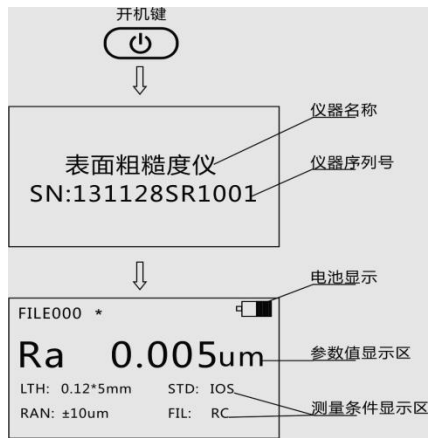 开机键
仪器名称
表面粗糙度仪
仪器序列号
SN:131128SR1001
电池显示
FILE000 *
Ra 0.005um
参数值显示区
LTH: 0.12*5mm STD: IOS
测量条件显示区
RAN: ±10um FIL: RC